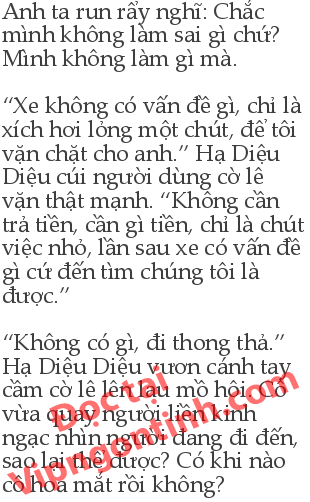 Anh ta run rẩy nghĩ: Chắc
mình không làm sai gì chứ?
Mình không làm gì mà.
“Xe không có vấn đề gì, chỉ là
xích hơi lỏng một chút, để tôi
vặn chặt cho anh.” Hạ Diệu
Diệu cúi người dùng cờ lê
vặn thật mạnh. “Không cần
trả tiền, cần gì tiền, chỉ là chút
việc nhỏ, lần sau xe có vấn đề
gì cứ đến tìm chúng tôi là
được.”
“Không có gì, đi thong thả.”
Hạ Diệu Diệu vươn cánh tay
cầm cờ lê lên lau mồ hôi. Cô
vừa quay người liền kinh
ngạc nhìn người đang đi đến,
sao lại thế được? Có khi nào
cô hoa mắt rồi không?
Đọc tại
Vipngontinh.com